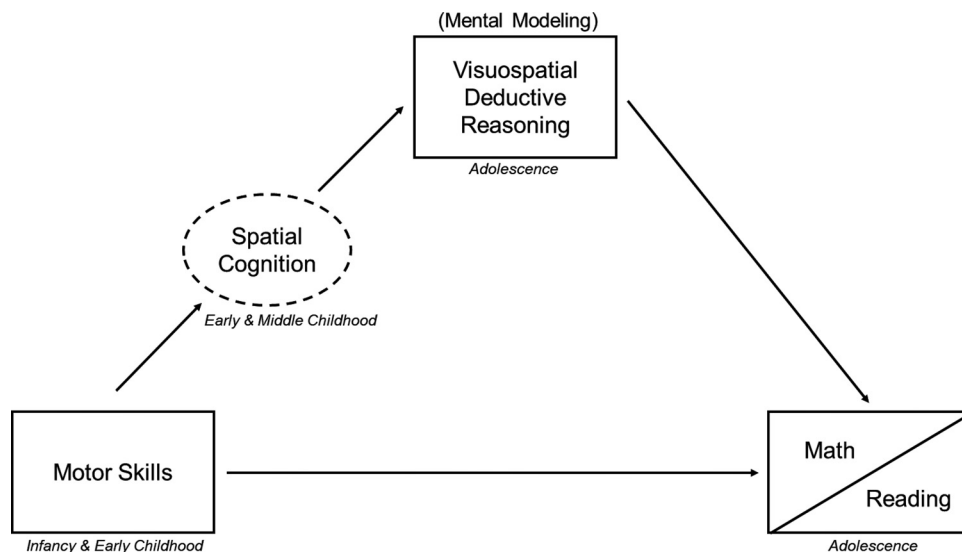 (Mental Modeling)
Visuospatial
Deductive
Reasoning
Adolescence
Spatial
Cognition
Early & Middle Childhood
Motor Skills
Infancy & Early Childhood
Math
Reading
Adolescence